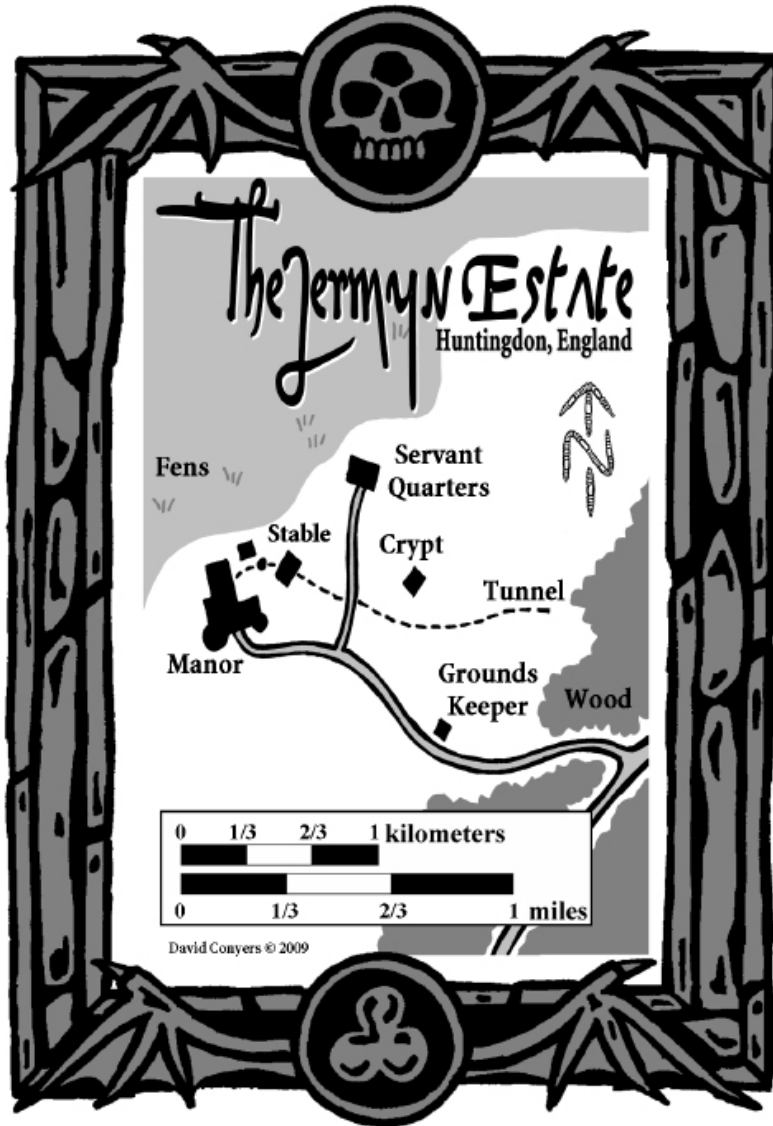 The Jermyn Estate
Huntingdon, England
N
Fens
Servant
Quarters
Stable
Crypt
Tunnel
Manor
Grounds
Keeper
Wood
0 1/3 2/3 1 kilometers
0 1/3 2/3 1 miles
David Conyers © 2009